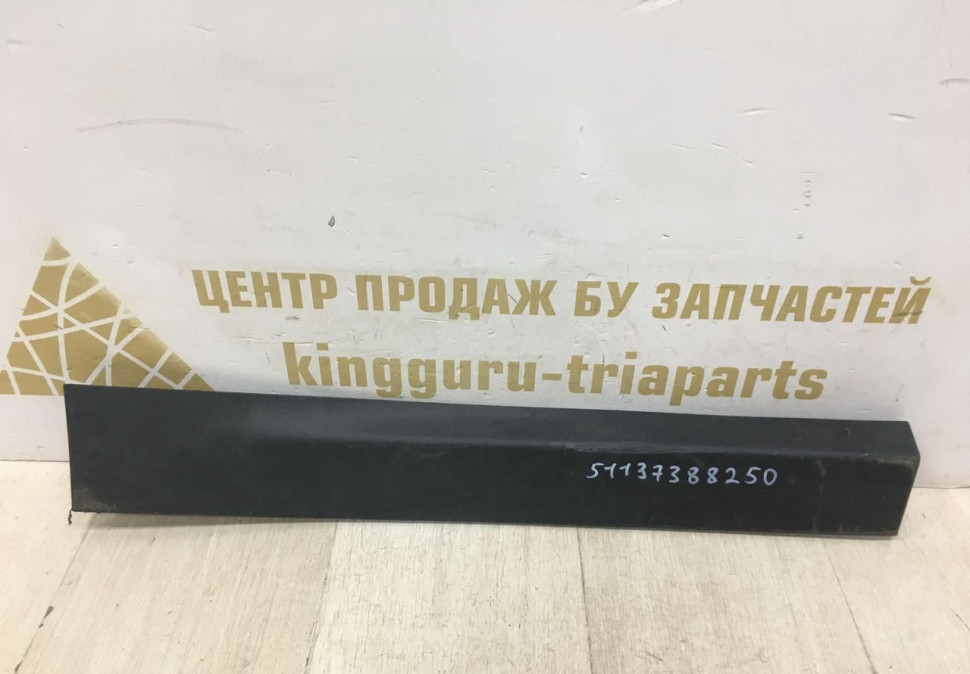 ЦЕНТР ПРОДАЖ БУ ЗАПЧАСТЕЙ
kingguru-triaparts
51137388250